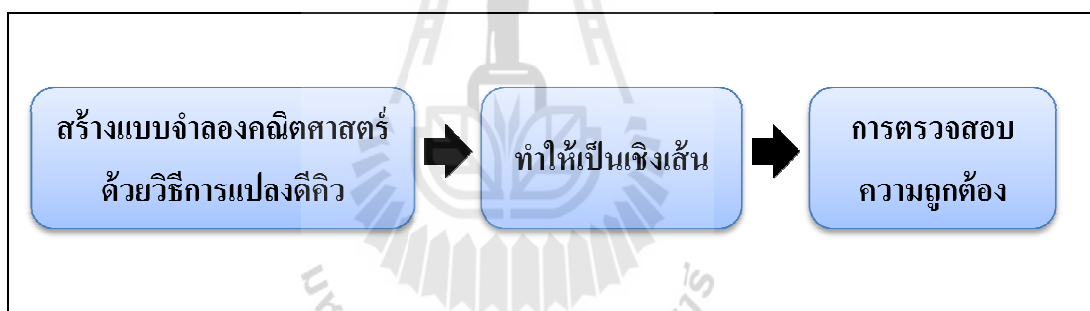 สร้างแบบจำลองคณิตศาสตร์
ด้วยวิธีการแปลงดีคิว
ทำให้เป็นเชิงเส้น
การตรวจสอบ
ความถูกต้อง